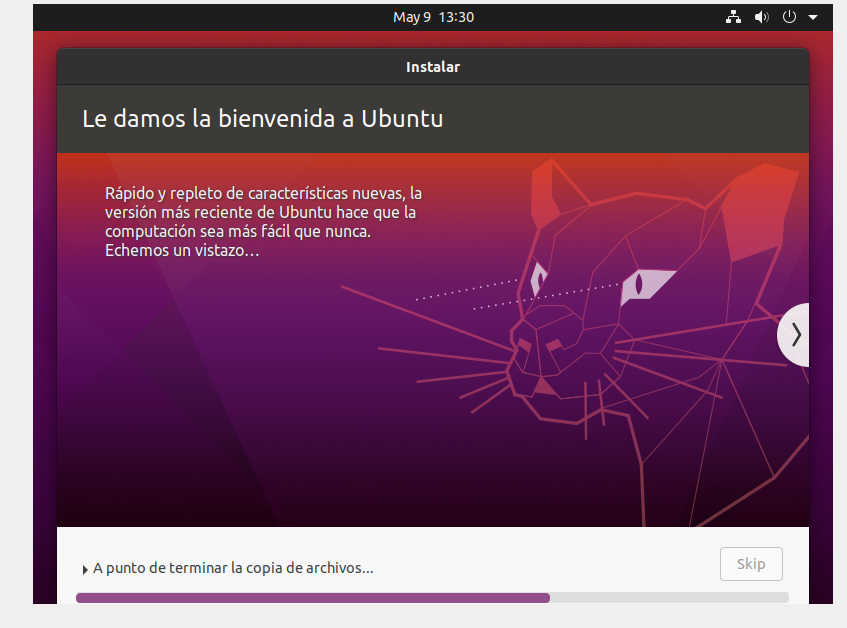 May 9 13:30
Instalar
Le damos la bienvenida a Ubuntu
Rápido y repleto de características nuevas, la
versión más reciente de Ubuntu hace que la
computación sea más fácil que nunca.
Echemos un vistazo…
A punto de terminar la copia de archivos...
Skip